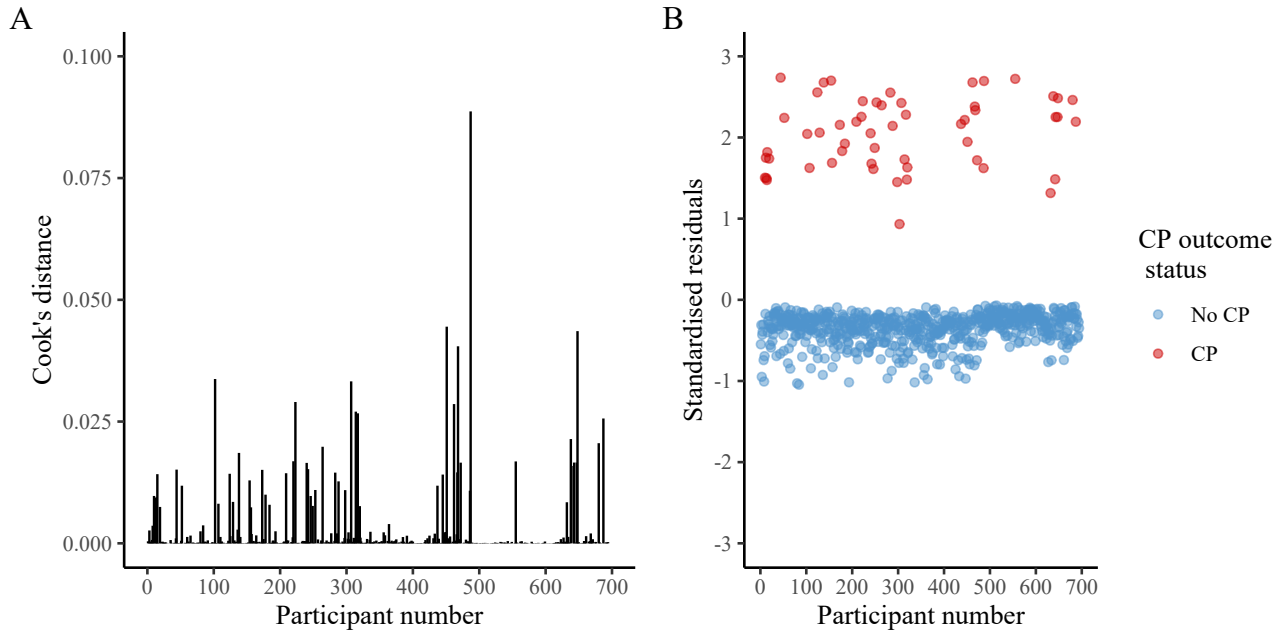 A
0.100
0.075
0.050
0.025
0.000
Cook's distance
0 100 200 300 400 500 600 700
Participant number
B
3
2
1
0
-1
-2
-3
Standardised residuals
0 100 200 300 400 500 600 700
Participant number
CP outcome
status
No CP
CP